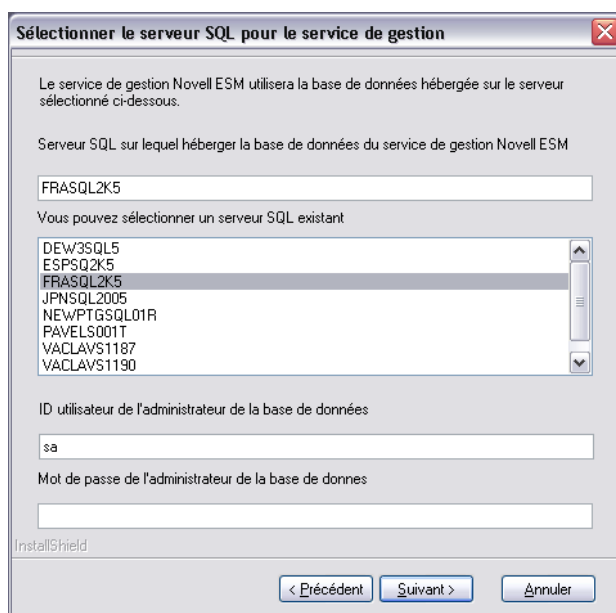 Sélectionner le serveur SQL pour le service de gestion
Le service de gestion Novell ESM utilisera la base de données hébergée sur le serveur
sélectionné ci-dessous.
Serveur SQL sur lequel héberger la base de données du service de gestion Novell ESM
FRASQL2K5
Vous pouvez sélectionner un serveur SQL existant
DEW3SQL5
ESPSQ2K5
FRASQL2K5
JPNSQL2005
NEWPTGSQL01R
PAVELS001T
VACLAVS1187
VACLAVS1190
ID utilisateur de l'administrateur de la base de données
sa
Mot de passe de l'administrateur de la base de donnes
InstallShield
< Précédent Suivant > Annuler